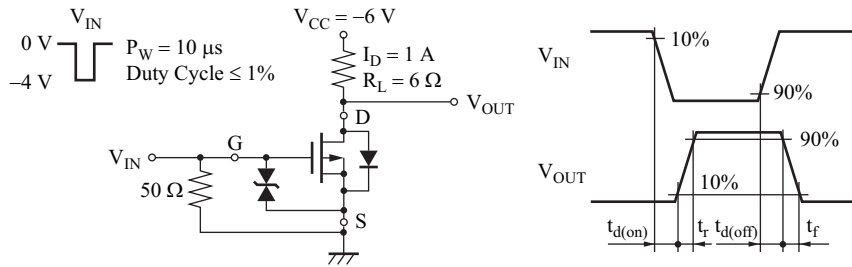 V_IN
0 V
−4 V
P_W = 10 μs
Duty Cycle ≤ 1%
V_CC = −6 V
I_D = 1 A
R_L = 6 Ω
V_OUT
D
G
V_IN
50 Ω
S
V_IN
10%
90%
V_OUT
90%
10%
t_d(on) t_r t_d(off) t_f